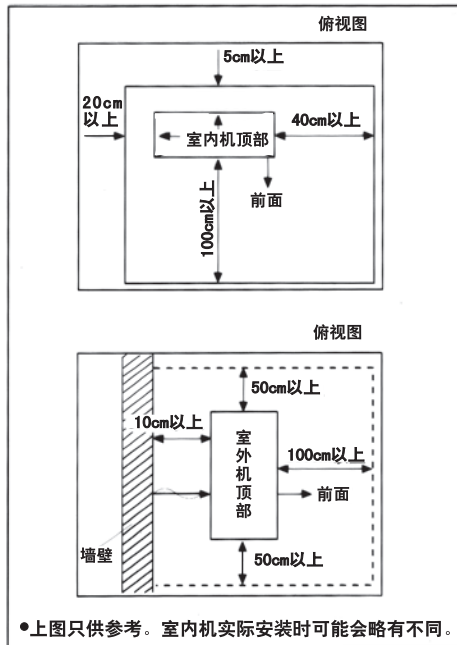 俯视图
5cm以上
20cm
以上
40cm以上
室内机顶部
前面
100cm以上
俯视图
50cm以上
10cm以上
室外机顶部
100cm以上
前面
墙壁
50cm以上
●上图只供参考。室内机实际安装时可能会略有不同。